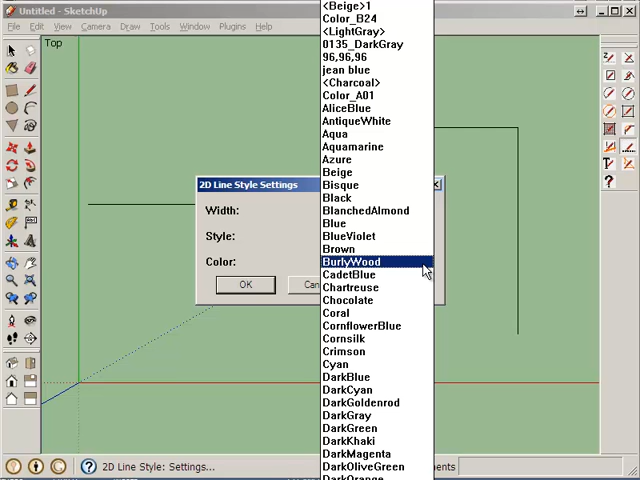 Untitled - SketchUp
File Edit View Camera Draw Tools Window Plugins Help
Top
2D Line Style Settings
Width:
Style:
Color:
OK
Can
<Beige>1
Color_B24
<LightGray>
0135_DarkGray
96,96,96
jean blue
<Charcoal>
Color_A01
AliceBlue
AntiqueWhite
Aqua
Aquamarine
Azure
Beige
Bisque
Black
BlanchedAlmond
Blue
BlueViolet
Brown
BurlyWood
CadetBlue
Chartreuse
Chocolate
Coral
CornflowerBlue
Cornsilk
Crimson
Cyan
DarkBlue
DarkCyan
DarkGoldenrod
DarkGray
DarkGreen
DarkKhaki
DarkMagenta
DarkOliveGreen
DarkOrange
2D Line Style: Settings...
ements